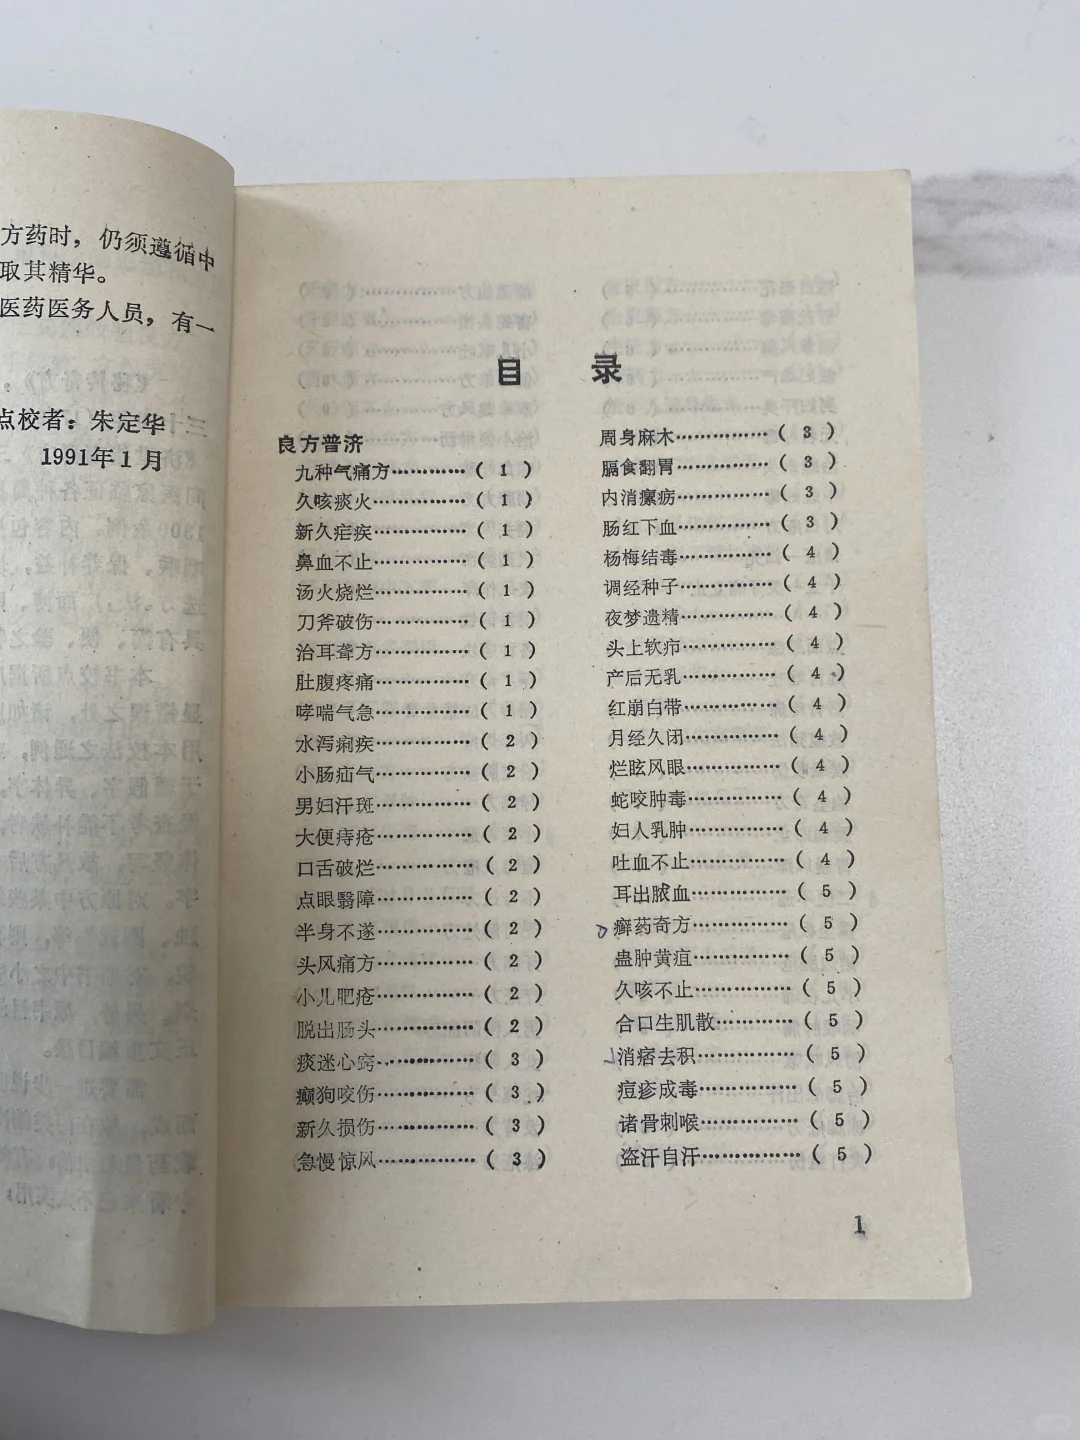 方药时，仍须遵循中
取其精华。
医药医务人员，有一
点校者：朱定华
1991年1月
目 录
良方普济
九种气痛方…………（ 1 ）
久咳痰火………………（ 1 ）
新久疟疾………………（ 1 ）
鼻血不止………………（ 1 ）
汤火烧烂………………（ 1 ）
刀斧破伤………………（ 1 ）
治耳聋方………………（ 1 ）
肚腹疼痛………………（ 1 ）
哮喘气急………………（ 1 ）
水泻痢疾………………（ 2 ）
小肠疝气………………（ 2 ）
男妇汗斑………………（ 2 ）
大便痔疮………………（ 2 ）
口舌破烂………………（ 2 ）
点眼翳障………………（ 2 ）
半身不遂………………（ 2 ）
头风痛方………………（ 2 ）
小儿肥疮………………（ 2 ）
脱出肠头………………（ 2 ）
痰迷心窍………………（ 3 ）
癫狗咬伤………………（ 3 ）
新久损伤………………（ 3 ）
急慢惊风………………（ 3 ）
周身麻木………………（ 3 ）
膈食翻胃………………（ 3 ）
内消瘰疬………………（ 3 ）
肠红下血………………（ 3 ）
杨梅结毒………………（ 4 ）
调经种子………………（ 4 ）
夜梦遗精………………（ 4 ）
头上软疖………………（ 4 ）
产后无乳………………（ 4 ）
红崩白带………………（ 4 ）
月经久闭………………（ 4 ）
烂眩风眼………………（ 4 ）
蛇咬肿毒………………（ 4 ）
妇人乳肿………………（ 4 ）
吐血不止………………（ 4 ）
耳出脓血………………（ 5 ）
癣药奇方………………（ 5 ）
蛊肿黄疸………………（ 5 ）
久咳不止………………（ 5 ）
合口生肌散……………（ 5 ）
消痞去积………………（ 5 ）
痘疹成毒………………（ 5 ）
诸骨刺喉………………（ 5 ）
盗汗自汗………………（ 5 ）
1